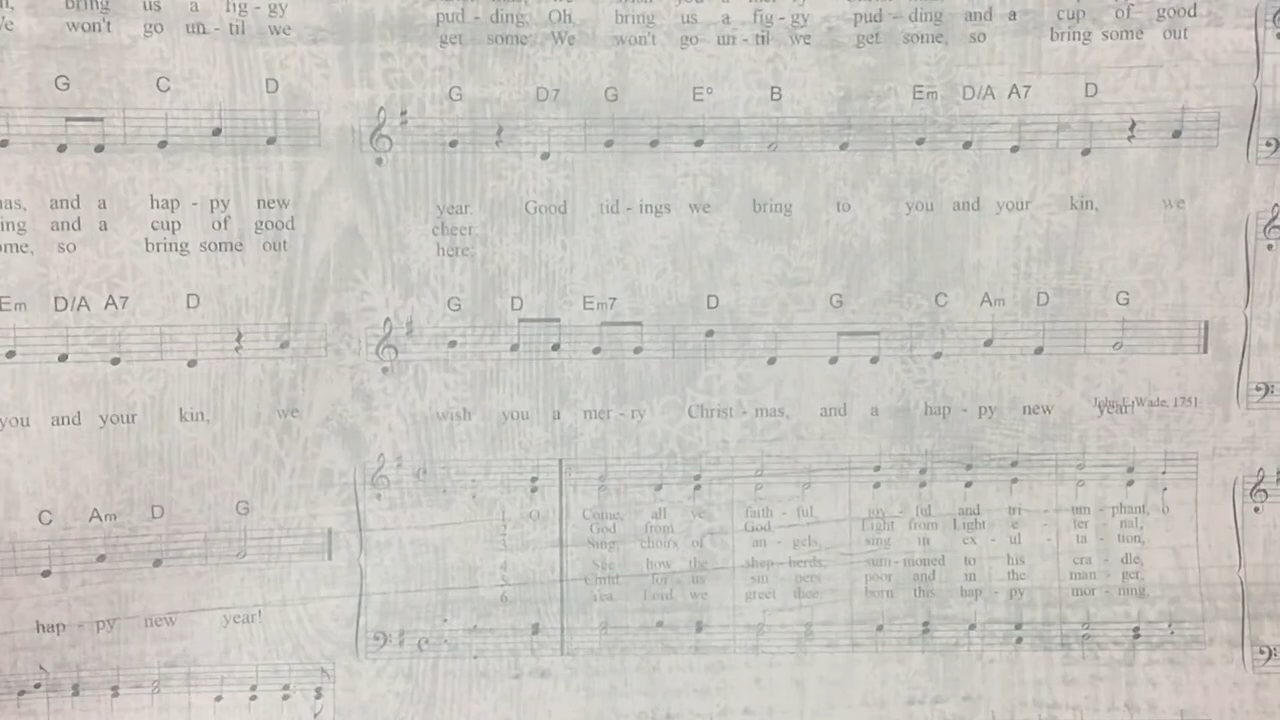 bring us a fig - gy pud - ding; Oh, bring us a fig - gy pud - ding and a cup of good
won't go un - til we get some. We won't go un - til we get some, so bring some out
G C D G D7 G E° B Em D/A A7 D
and a hap - py new year. Good tid - ings we bring to you and your kin, we
and a cup of good cheer.
so bring some out here;
Em D/A A7 D G D Em7 D G C Am D G
you and your kin, we wish you a mer - ry Christ - mas, and a hap - py new year!
Wade, 1751
C Am D G
hap - py new year!
1 O Come, all ye faith - ful, joy - ful and tri - um - phant, O
2 God from God, Light from Light e - ter - nal,
3 Sing, choirs of an - gels, sing in ex - ul - ta - tion,
4 See how the shep - herds, sum - moned to his cra - dle,
5 Child, for us sin - ners poor and in the man - ger,
6 Yea, Lord we greet thee, born this hap - py mor - ning,